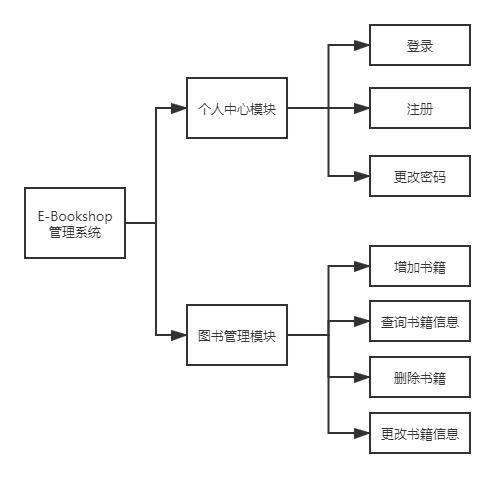 E-Bookshop
管理系统
个人中心模块
登录
注册
更改密码
图书管理模块
增加书籍
查询书籍信息
删除书籍
更改书籍信息